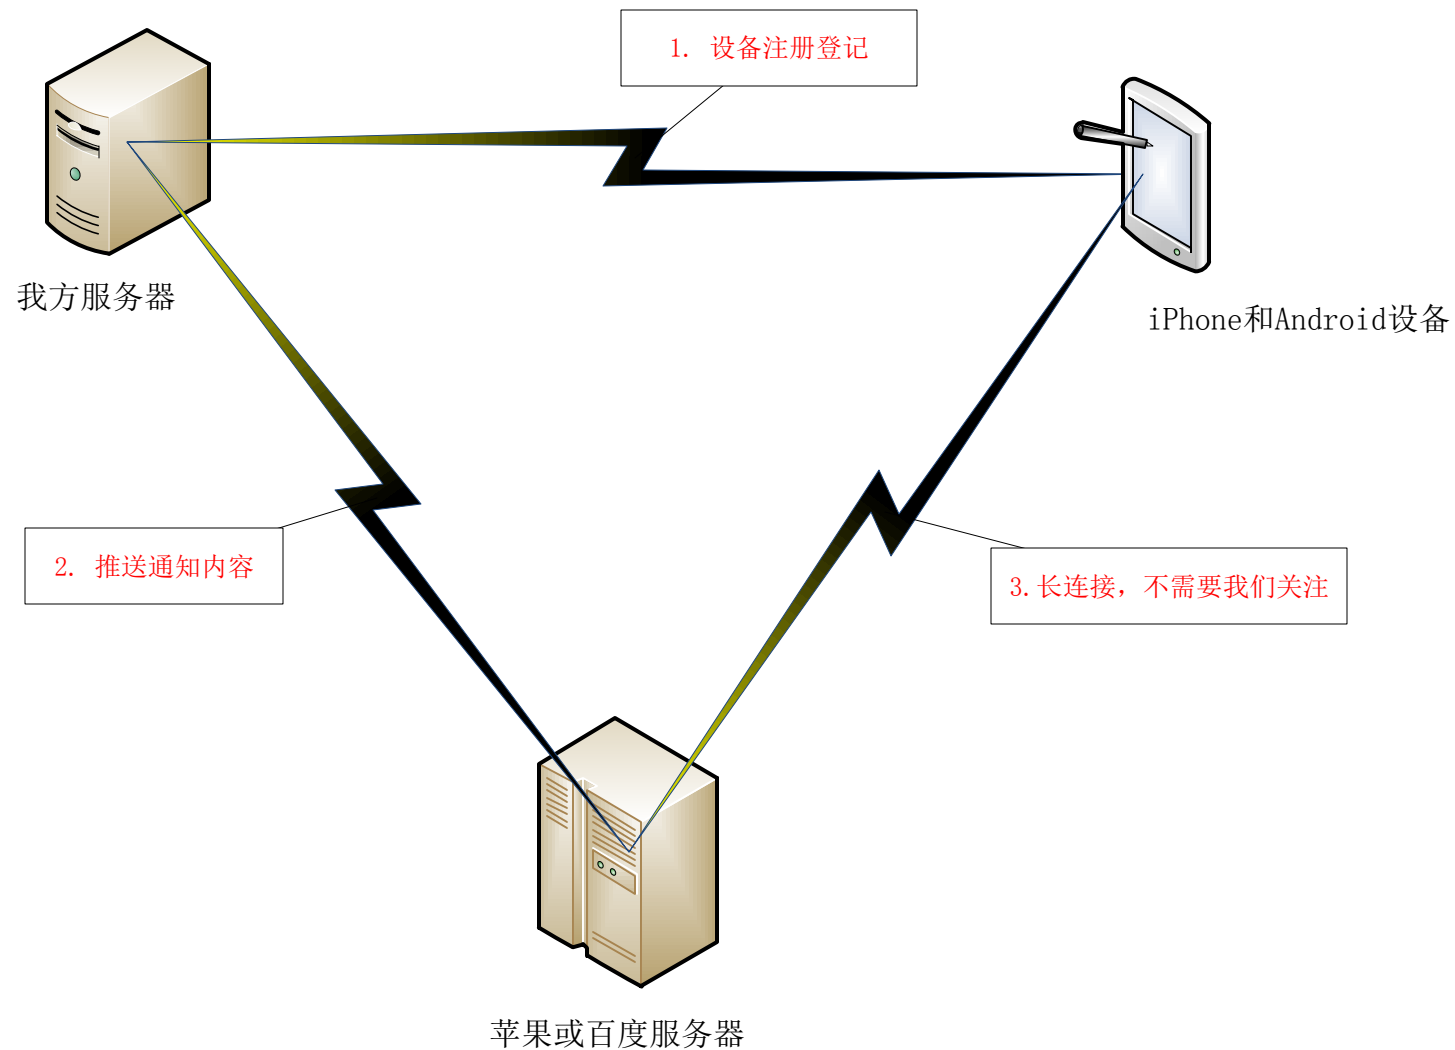 1. 设备注册登记
我方服务器
iPhone和Android设备
2. 推送通知内容
3.长连接，不需要我们关注
苹果或百度服务器